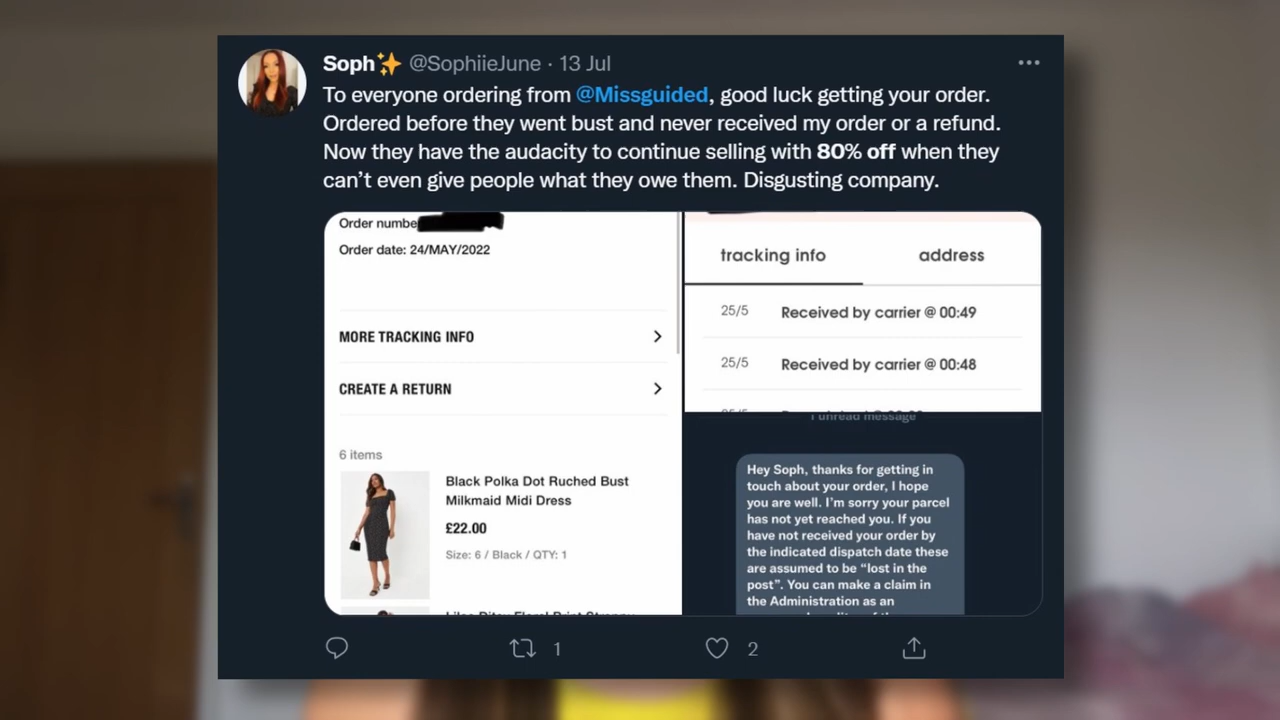 Soph✨ @SophiieJune · 13 Jul
To everyone ordering from @Missguided, good luck getting your order.
Ordered before they went bust and never received my order or a refund.
Now they have the audacity to continue selling with 80% off when they
can't even give people what they owe them. Disgusting company.
Order numbe
Order date: 24/MAY/2022
MORE TRACKING INFO
CREATE A RETURN
6 items
Black Polka Dot Ruched Bust
Milkmaid Midi Dress
£22.00
Size: 6 / Black / QTY: 1
tracking info
address
25/5 Received by carrier @ 00:49
25/5 Received by carrier @ 00:48
1 unread message
Hey Soph, thanks for getting in
touch about your order, I hope
you are well. I'm sorry your parcel
has not yet reached you. If you
have not received your order by
the indicated dispatch date these
are assumed to be “lost in the
post”. You can make a claim in
the Administration as an
1
2